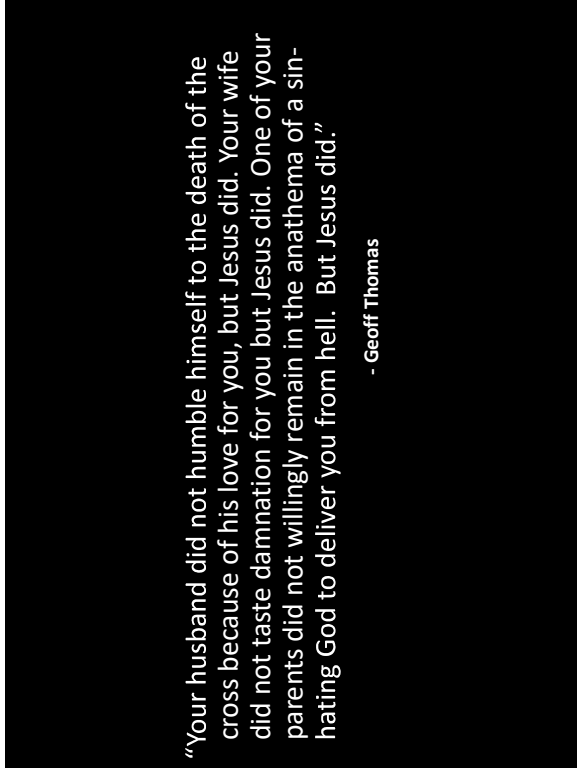 “Your husband did not humble himself to the death of the
cross because of his love for you, but Jesus did. Your wife
did not taste damnation for you but Jesus did. One of your
parents did not willingly remain in the anathema of a sin-
hating God to deliver you from hell.  But Jesus did.”
- Geoff Thomas